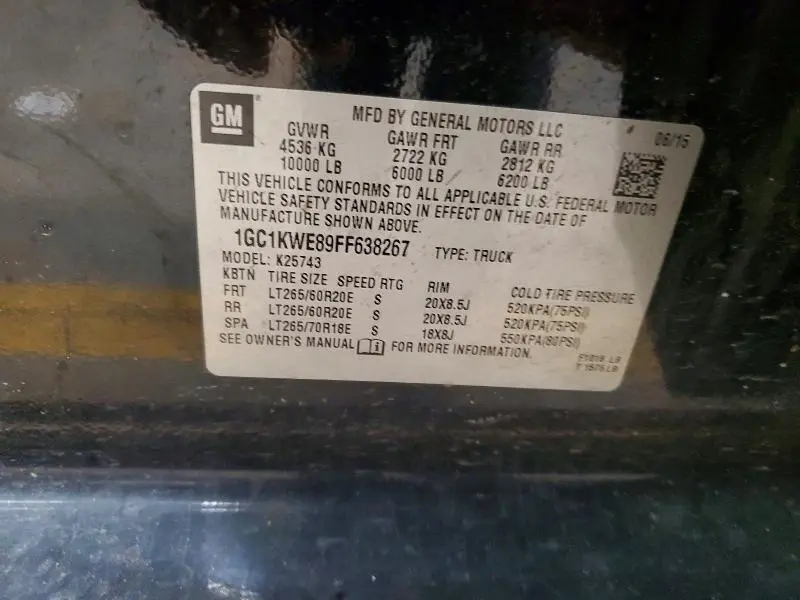 GM
MFD BY GENERAL MOTORS LLC 06/15
GVWR GAWR FRT GAWR RR
4536 KG 2722 KG 2812 KG
10000 LB 6000 LB 6200 LB
THIS VEHICLE CONFORMS TO ALL APPLICABLE U.S. FEDERAL MOTOR
VEHICLE SAFETY STANDARDS IN EFFECT ON THE DATE OF
MANUFACTURE SHOWN ABOVE.
1GC1KWE89FF638267 TYPE: TRUCK
MODEL: K25743
KBTN TIRE SIZE SPEED RTG RIM COLD TIRE PRESSURE
FRT LT265/60R20E S 20X8.5J 520KPA(75PSI)
RR LT265/60R20E S 20X8.5J 520KPA(75PSI)
SPA LT265/70R18E S 18X8J 550KPA(80PSI)
SEE OWNER'S MANUAL FOR MORE INFORMATION.